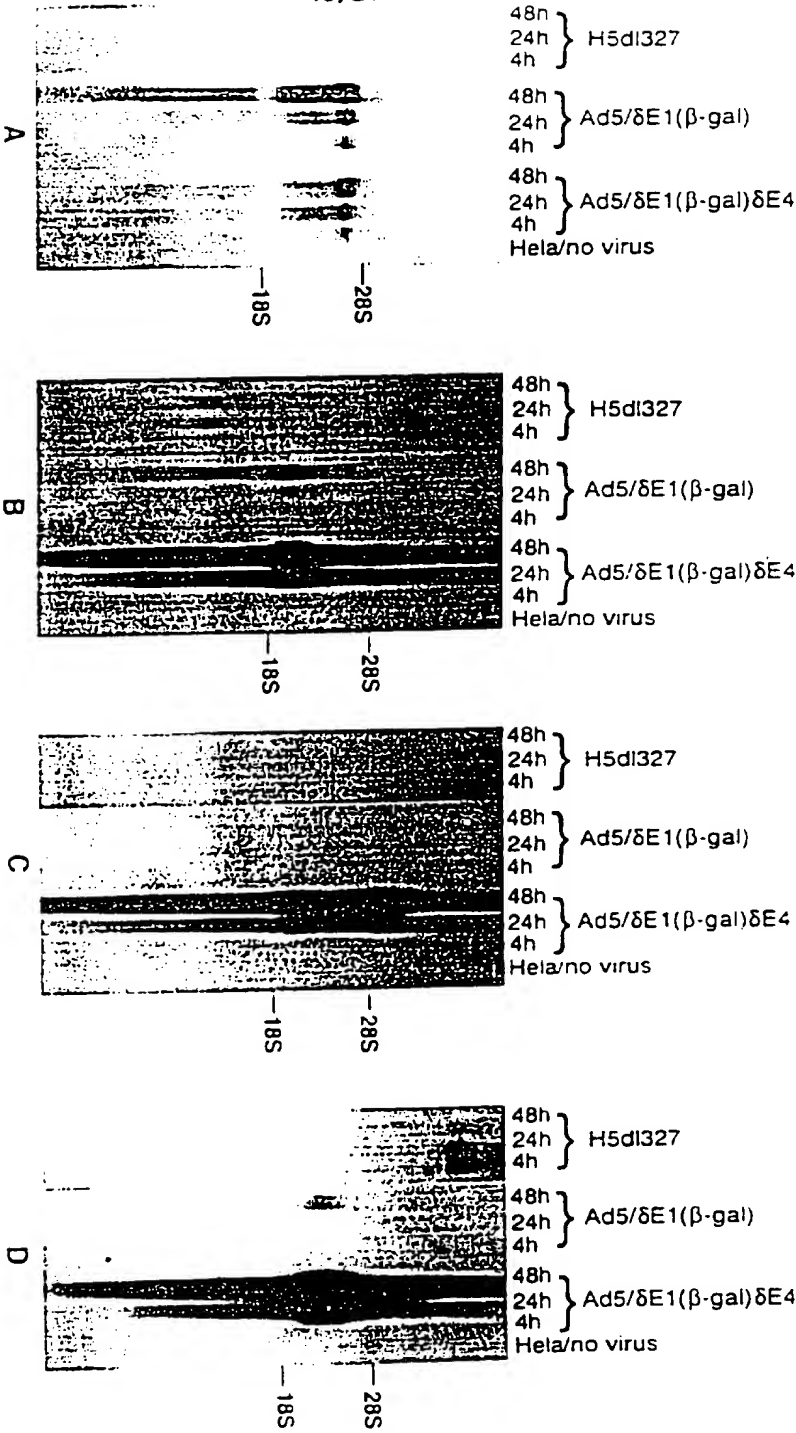 48h
24h
4h
} H5dl327
48h
24h
4h
} Ad5/δE1(β-gal)
48h
24h
4h
} Ad5/δE1(β-gal)δE4
Hela/no virus
A
–18S
–28S
48h
24h
4h
} H5dl327
48h
24h
4h
} Ad5/δE1(β-gal)
48h
24h
4h
} Ad5/δE1(β-gal)δE4
Hela/no virus
B
–18S
–28S
48h
24h
4h
} H5dl327
48h
24h
4h
} Ad5/δE1(β-gal)
48h
24h
4h
} Ad5/δE1(β-gal)δE4
Hela/no virus
C
–18S
–28S
48h
24h
4h
} H5dl327
48h
24h
4h
} Ad5/δE1(β-gal)
48h
24h
4h
} Ad5/δE1(β-gal)δE4
Hela/no virus
D
–18S
–28S